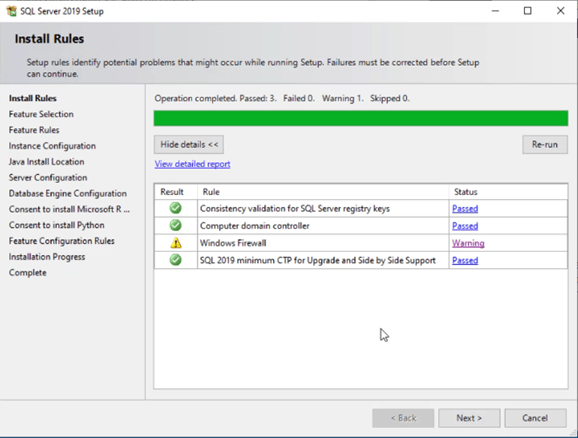 SQL Server 2019 Setup
Install Rules
Setup rules identify potential problems that might occur while running Setup. Failures must be corrected before Setup
can continue.
Install Rules
Feature Selection
Feature Rules
Instance Configuration
Java Install Location
Server Configuration
Database Engine Configuration
Consent to install Microsoft R ...
Consent to install Python
Feature Configuration Rules
Installation Progress
Complete
Operation completed. Passed: 3.   Failed 0.   Warning 1.   Skipped 0.
Hide details <<
Re-run
View detailed report
Result Rule Status
Consistency validation for SQL Server registry keys Passed
Computer domain controller Passed
Windows Firewall Warning
SQL 2019 minimum CTP for Upgrade and Side by Side Support Passed
< Back Next > Cancel